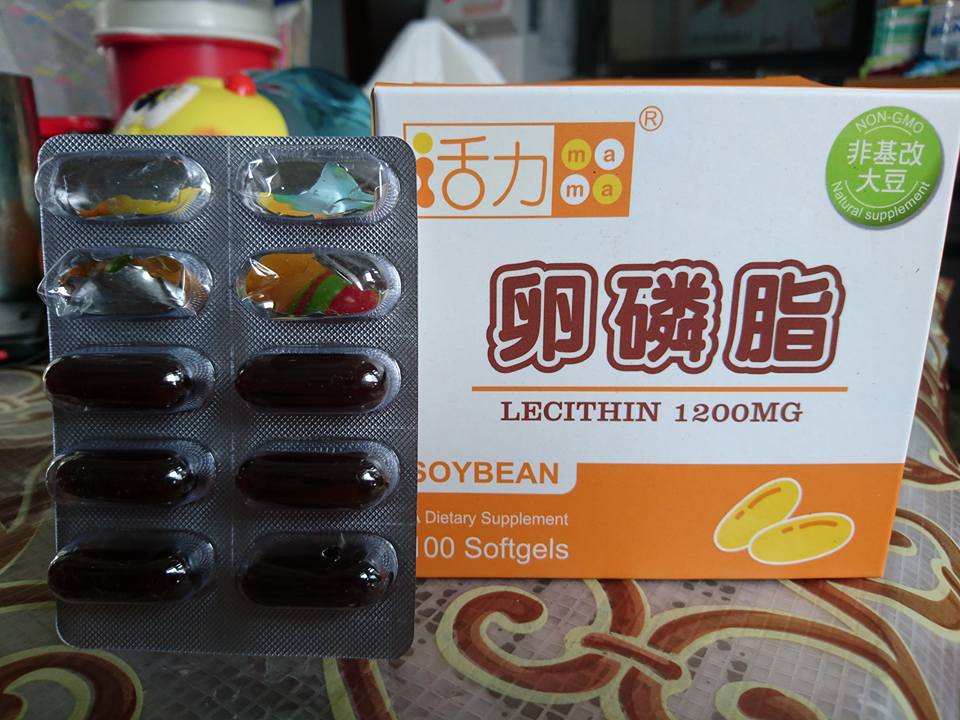 活力
ma
ma
®
NON-GMO
非基改
大豆
Natural supplement
卵磷脂
LECITHIN 1200MG
SOYBEAN
A Dietary Supplement
100 Softgels